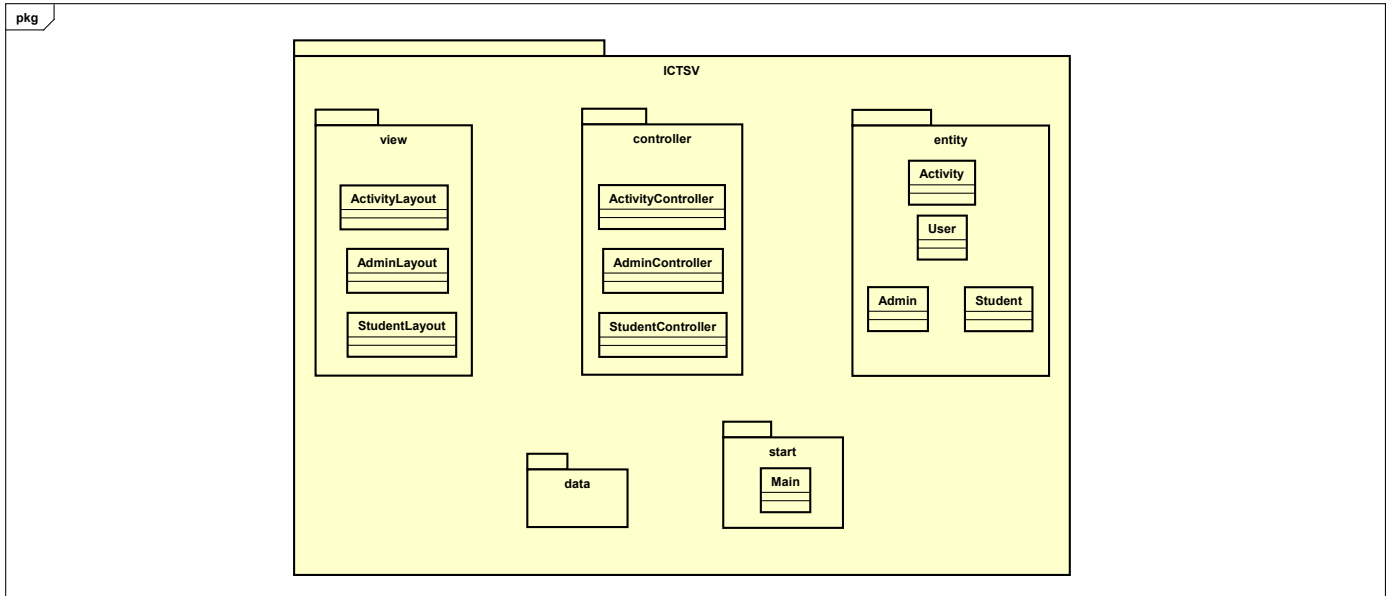 pkg
ICTSV
view
ActivityLayout
AdminLayout
StudentLayout
controller
ActivityController
AdminController
StudentController
entity
Activity
User
Admin
Student
data
start
Main